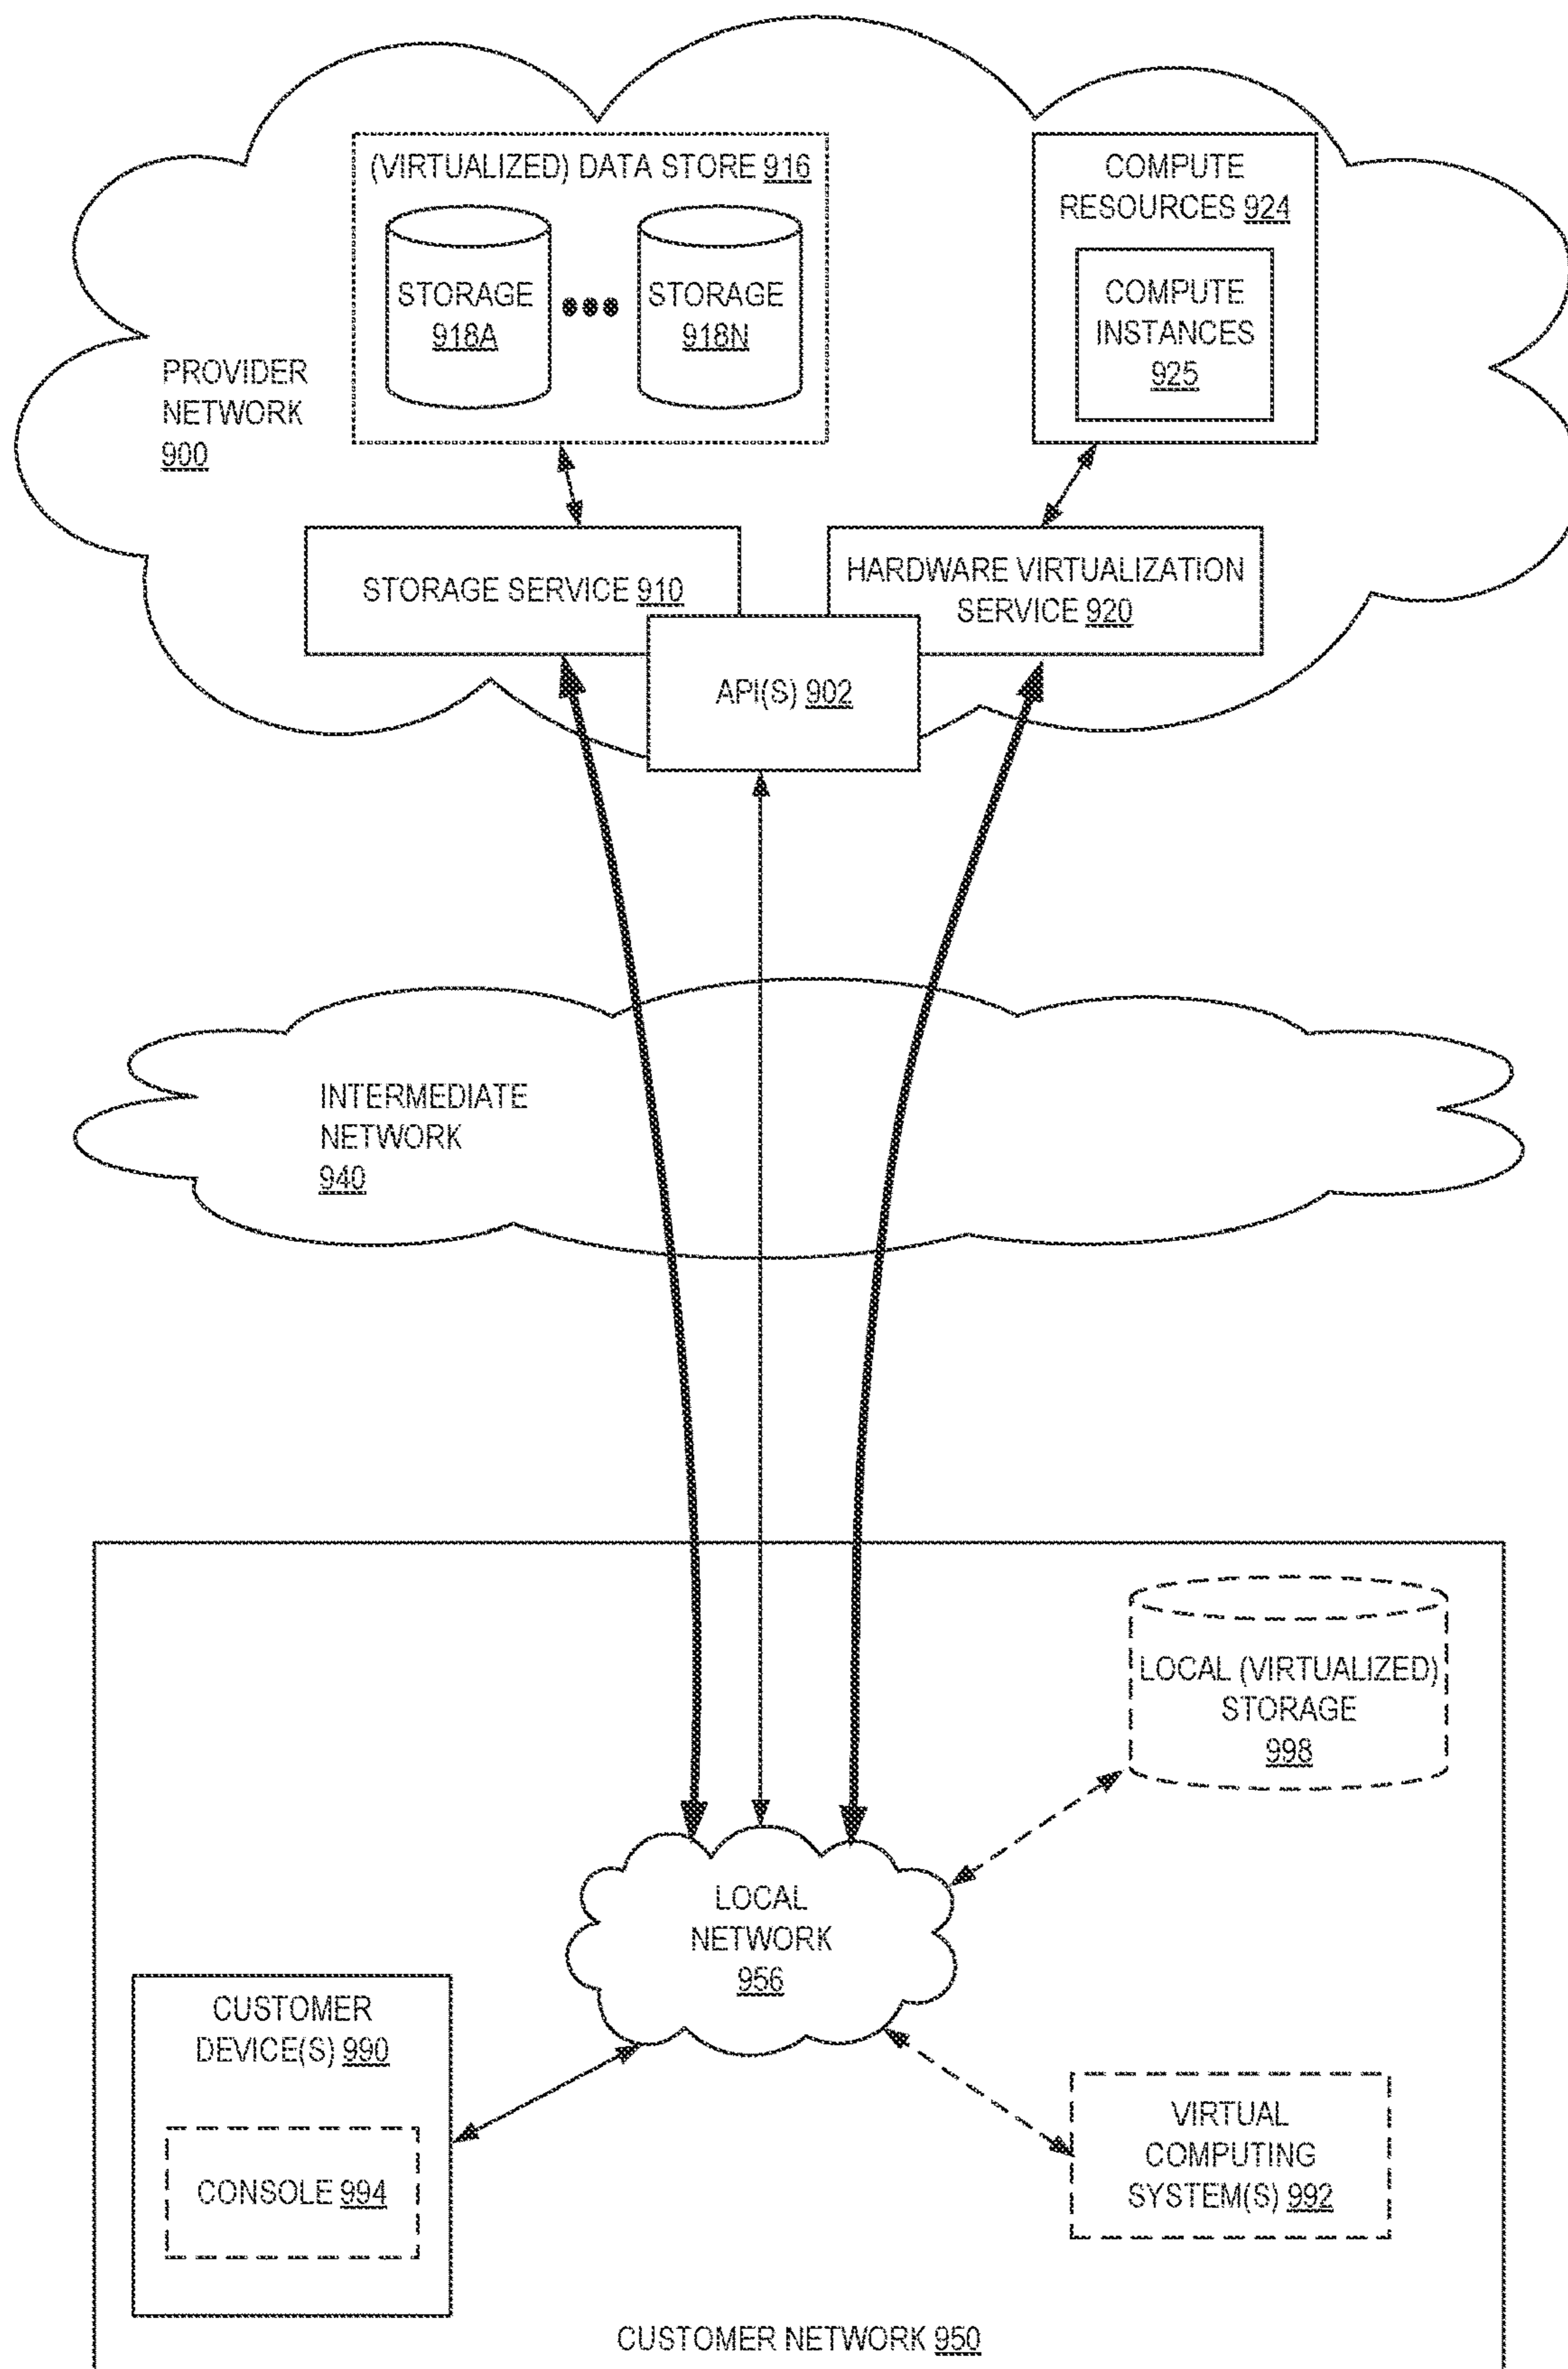 (VIRTUALIZED) DATA STORE 916
STORAGE
918A
STORAGE
918N
COMPUTE
RESOURCES 924
COMPUTE
INSTANCES
925
PROVIDER
NETWORK
900
STORAGE SERVICE 910
HARDWARE VIRTUALIZATION
SERVICE 920
API(S) 902
INTERMEDIATE
NETWORK
940
LOCAL (VIRTUALIZED)
STORAGE
998
LOCAL
NETWORK
956
CUSTOMER
DEVICE(S) 990
CONSOLE 994
VIRTUAL
COMPUTING
SYSTEM(S) 992
CUSTOMER NETWORK 950